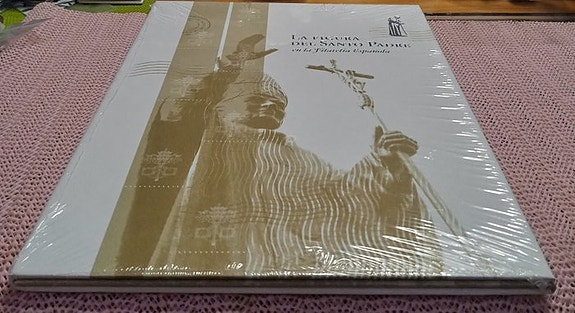 LA FIGURA
DEL SANTO PADRE
en la Filatelia Española